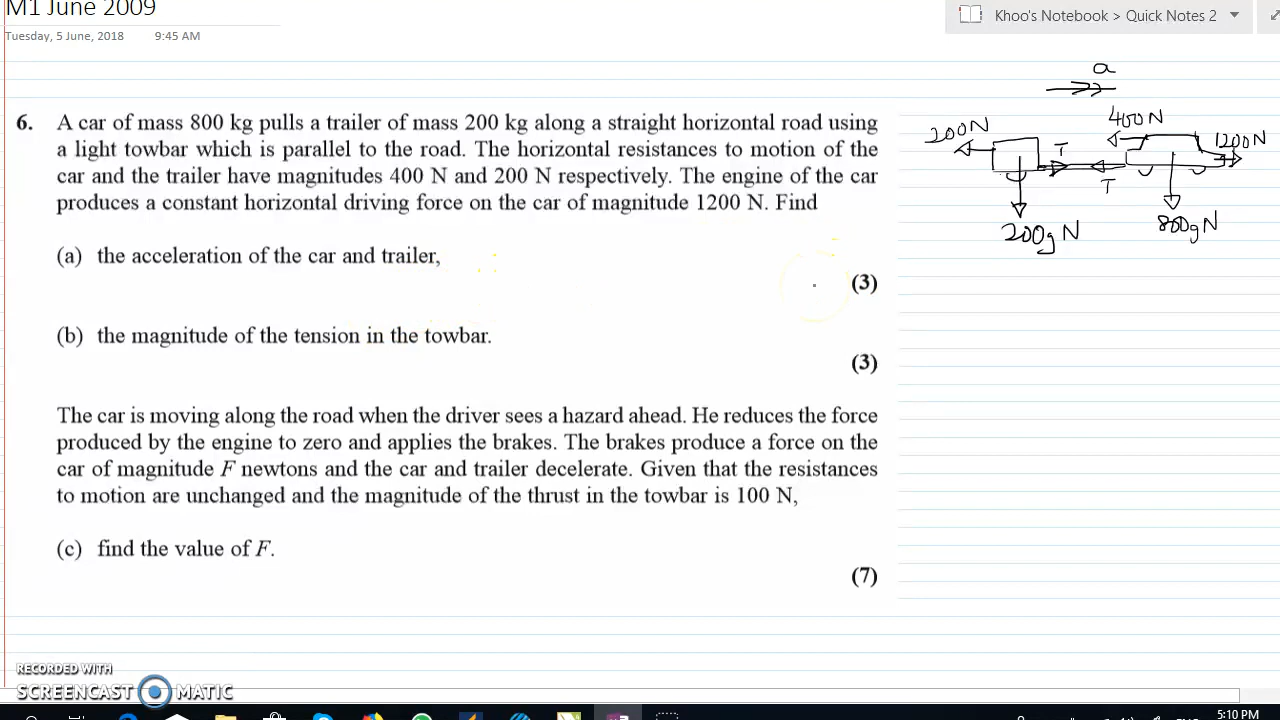 M1 June 2009
Khoo's Notebook > Quick Notes 2
Tuesday, 5 June, 2018 9:45 AM
a
400N
200N
1200N
T
T
200gN
800gN
6. A car of mass 800 kg pulls a trailer of mass 200 kg along a straight horizontal road using
a light towbar which is parallel to the road. The horizontal resistances to motion of the
car and the trailer have magnitudes 400 N and 200 N respectively. The engine of the car
produces a constant horizontal driving force on the car of magnitude 1200 N. Find
(a) the acceleration of the car and trailer,
(3)
(b) the magnitude of the tension in the towbar.
(3)
The car is moving along the road when the driver sees a hazard ahead. He reduces the force
produced by the engine to zero and applies the brakes. The brakes produce a force on the
car of magnitude F newtons and the car and trailer decelerate. Given that the resistances
to motion are unchanged and the magnitude of the thrust in the towbar is 100 N,
(c) find the value of F.
(7)
RECORDED WITH
SCREENCAST MATIC
5:10 PM